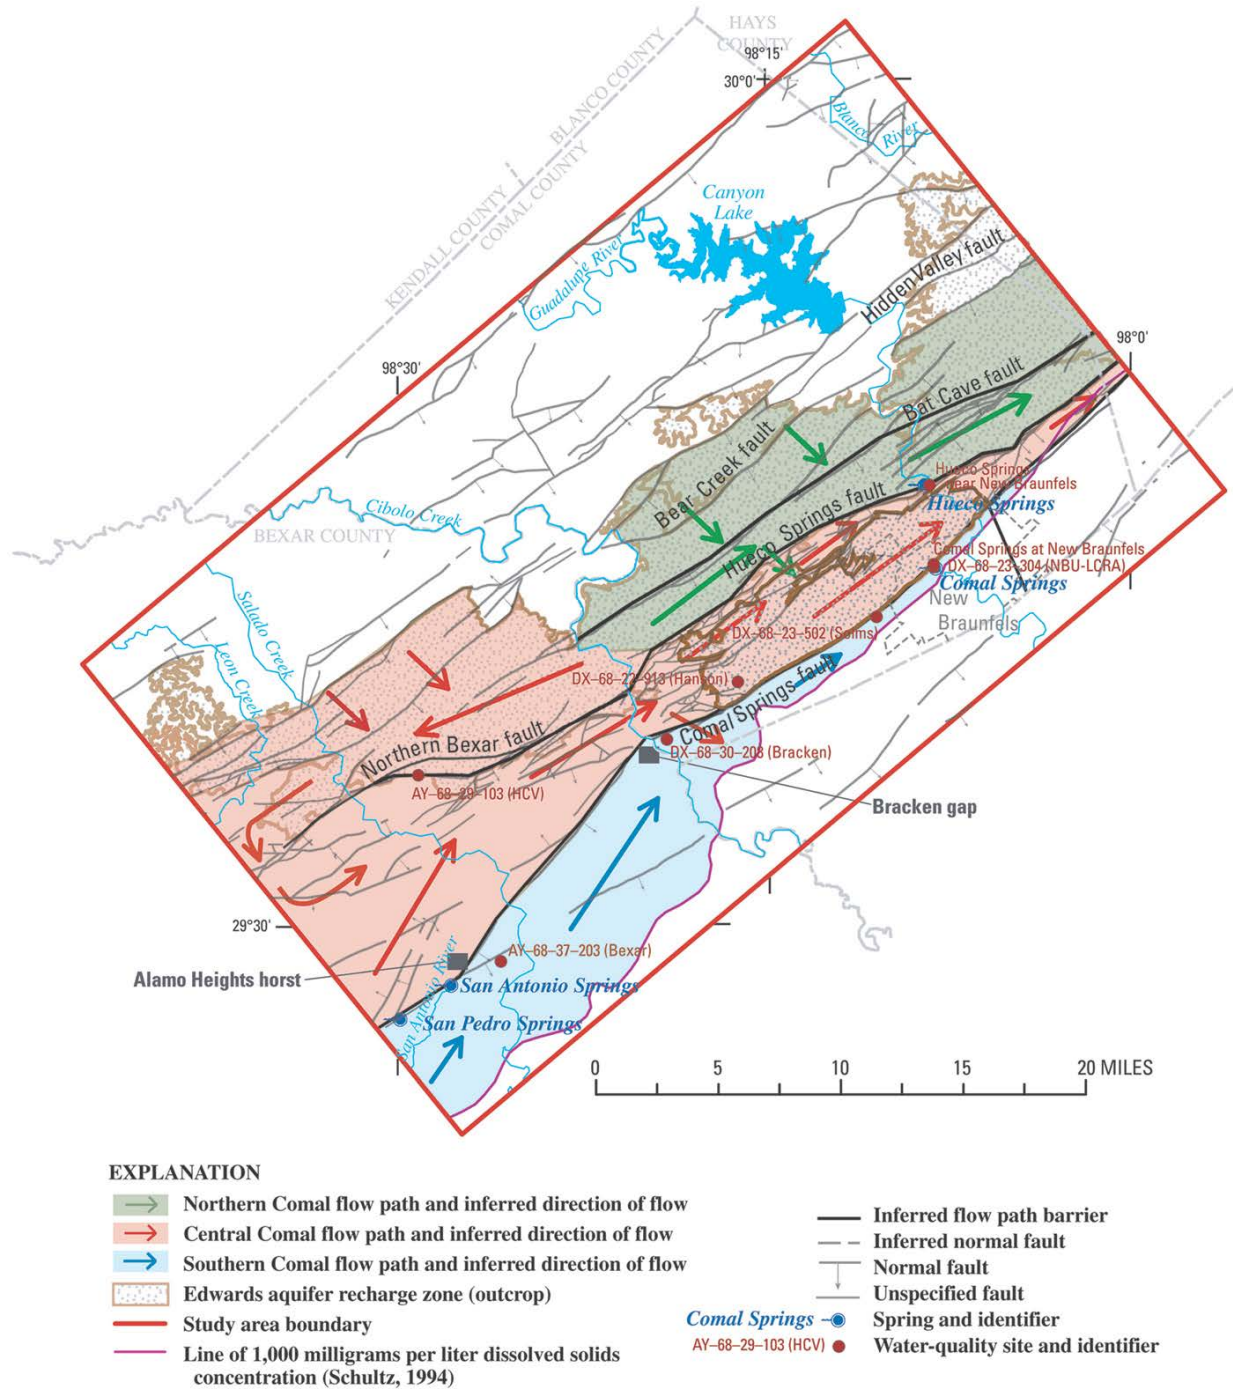 HAYS
COUNTY
98°15'
30°0'
BLANCO COUNTY
COMAL COUNTY
KENDALL COUNTY
Blanco
River
Canyon
Lake
Guadalupe River
Hidden Valley fault
98°0'
98°30'
Bat Cave fault
Bear Creek fault
Hueco Springs
near New Braunfels
Hueco Springs
Hueco Springs fault
Cibolo Creek
BEXAR COUNTY
Comal Springs at New Braunfels
DX–68–23–304 (NBU-LCRA)
Comal Springs
New
Braunfels
Salado Creek
Leon Creek
DX–68–23–502 (Solms)
DX–68–22–913 (Hanson)
Comal Springs fault
Northern Bexar fault
DX–68–30–208 (Bracken)
AY–68–29–103 (HCV)
Bracken gap
29°30'
AY–68–37–203 (Bexar)
Alamo Heights horst
San Antonio River
San Antonio Springs
San Pedro Springs
0 5 10 15 20 MILES
EXPLANATION
Northern Comal flow path and inferred direction of flow
Central Comal flow path and inferred direction of flow
Southern Comal flow path and inferred direction of flow
Edwards aquifer recharge zone (outcrop)
Study area boundary
Line of 1,000 milligrams per liter dissolved solids
concentration (Schultz, 1994)
Inferred flow path barrier
Inferred normal fault
Normal fault
Unspecified fault
Comal Springs Spring and identifier
AY–68–29–103 (HCV) Water-quality site and identifier